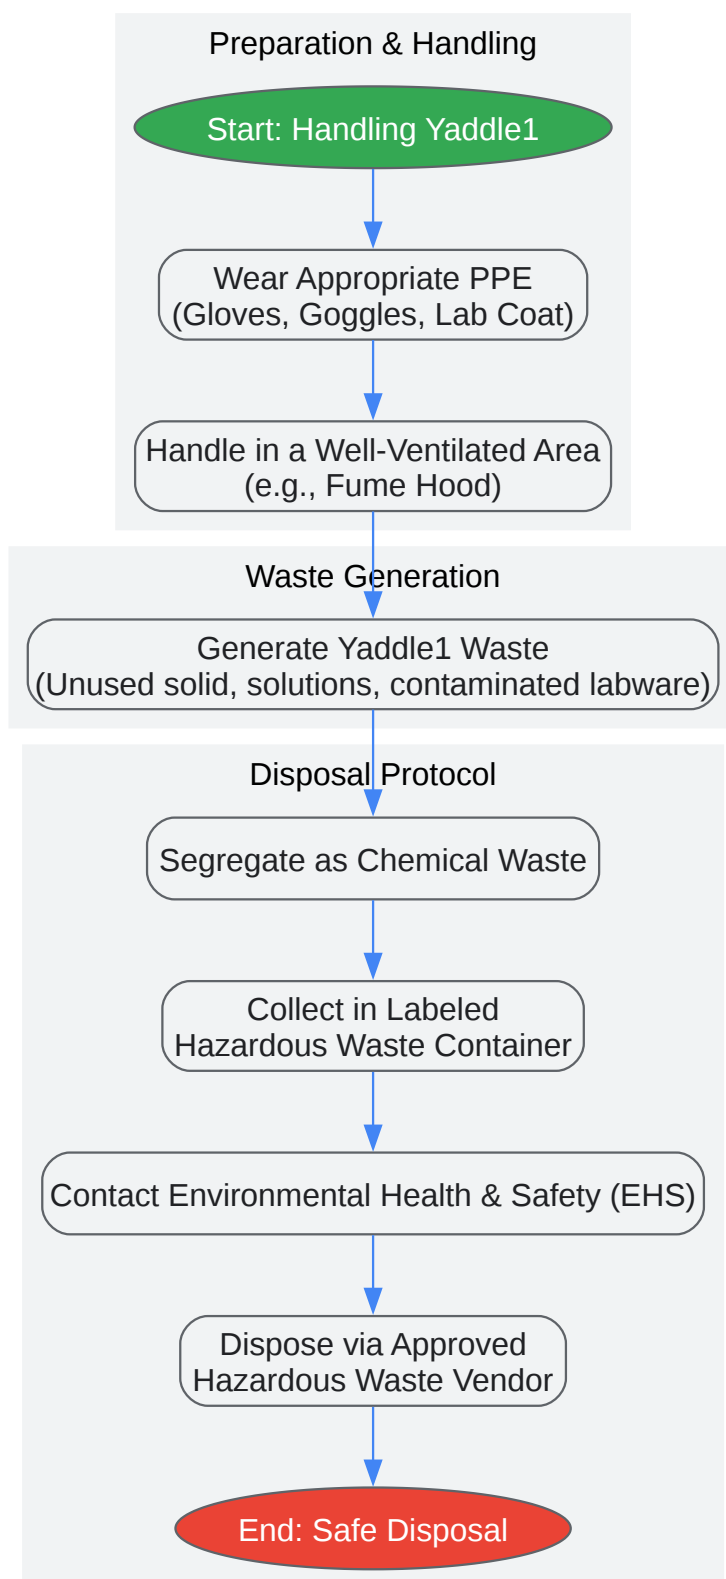 Preparation & Handling
Start: Handling Yaddle1
Wear Appropriate PPE
(Gloves, Goggles, Lab Coat)
Handle in a Well-Ventilated Area
(e.g., Fume Hood)
Waste Generation
Generate Yaddle1 Waste
(Unused solid, solutions, contaminated labware)
Disposal Protocol
Segregate as Chemical Waste
Collect in Labeled
Hazardous Waste Container
Contact Environmental Health & Safety (EHS)
Dispose via Approved
Hazardous Waste Vendor
End: Safe Disposal